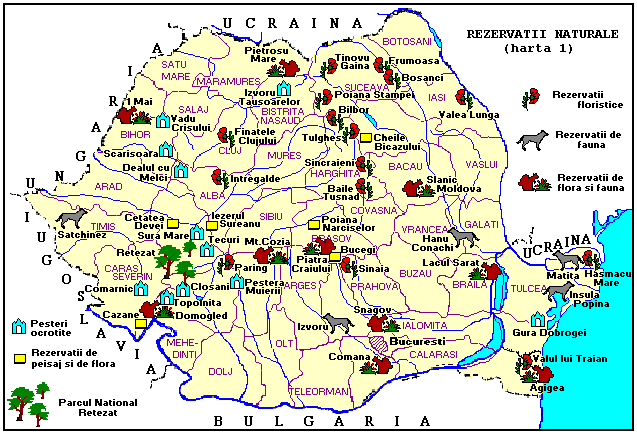 UCRAINA
REZERVATII NATURALE
(harta 1)
BOTOSANI
Pietrosu
Mare
SATU
MARE
MARAMURES
Tinovu
Gaina
Frumoasa
Bosanci
SUCEAVA
Izvoru
Tausoarelor
Poiana Stampei
IASI
Rezervatii
floristice
1 Mai
SALAJ
BISTRITA
NASAUD
Bilbor
Valea Lunga
Vadu
Crisului
BIHOR
Finatele
Clujului
Tulghes
Cheile
Bicazului
Rezervatii de
fauna
Scarisoara
CLUJ
MURES
Sincraieni
HARGHITA
BACAU
VASLUI
Dealul cu
Melci
Intregalde
Baile
Tusnad
Slanic
Moldova
Rezervatii de
flora si fauna
UNGARIA
ARAD
ALBA
COVASNA
Cetatea
Devei
Iezerul
Sureanu
SIBIU
Poiana
Narciselor
VRANCEA
GALATI
TIMIS
Satchinez
Sura Mare
Tecuri
Mt.Cozia
BRASOV
Hanu
Conachi
UCRAINA
Retezat
Bucegi
Piatra
Craiului
Lacul Sarat
CARAS
SEVERIN
Paring
Sinaia
BUZAU
BRAILA
Matita
Hasmacu
Mare
Comarnic
Closani
Pestera
Muierii
ARGES
PRAHOVA
TULCEA
Insula
Popina
Topolnita
Cazane
Domogled
Snagov
IALOMITA
Gura Dobrogei
IUGOSLAVIA
Izvoru
Pesteri
ocrotite
MEHE-
DINTI
OLT
Bucuresti
CALARASI
Rezervatii de
peisaj si de flora
DOLJ
Comana
Valul lui Traian
Agigea
TELEORMAN
Parcul National
Retezat
BULGARIA